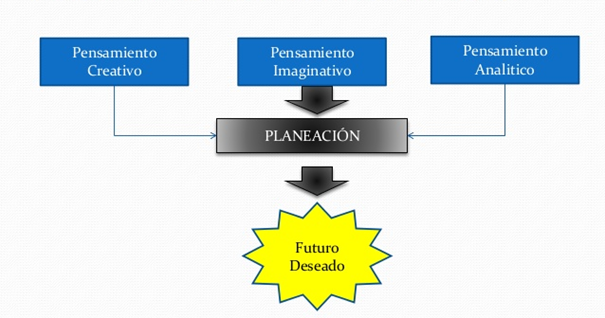 Pensamiento
Creativo
Pensamiento
Imaginativo
Pensamiento
Analitico
PLANEACIÓN
Futuro
Deseado